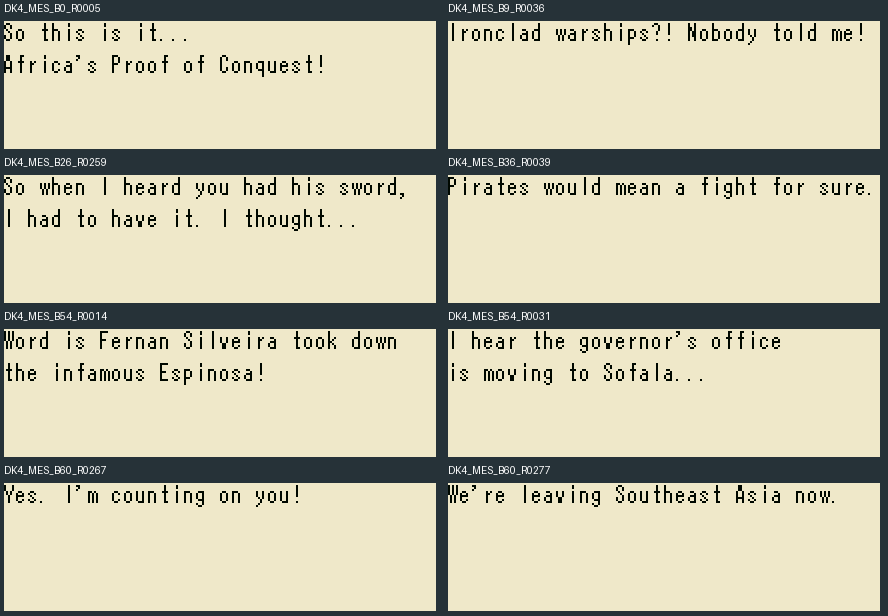 DK4_MES_B0_R0005
So this is it...
Africa's Proof of Conquest!
DK4_MES_B9_R0036
Ironclad warships?! Nobody told me!
DK4_MES_B26_R0259
So when I heard you had his sword,
I had to have it. I thought...
DK4_MES_B36_R0039
Pirates would mean a fight for sure.
DK4_MES_B54_R0014
Word is Fernan Silveira took down
the infamous Espinosa!
DK4_MES_B54_R0031
I hear the governor's office
is moving to Sofala...
DK4_MES_B60_R0267
Yes. I'm counting on you!
DK4_MES_B60_R0277
We're leaving Southeast Asia now.